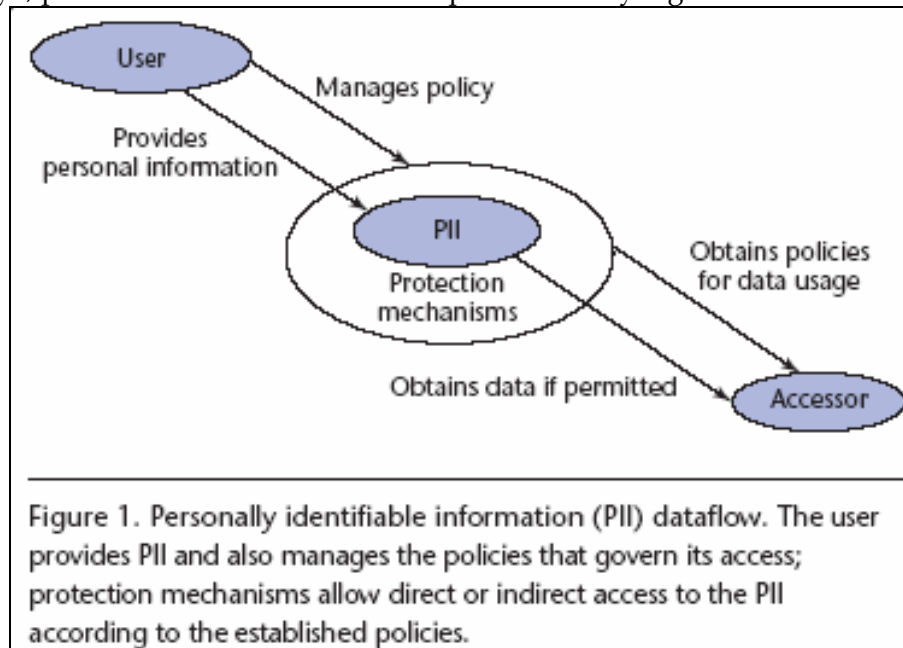 User
Manages policy
Provides
personal information
PII
Protection
mechanisms
Obtains policies
for data usage
Obtains data if permitted
Accessor
Figure 1. Personally identifiable information (PII) dataflow. The user
provides PII and also manages the policies that govern its access;
protection mechanisms allow direct or indirect access to the PII
according to the established policies.